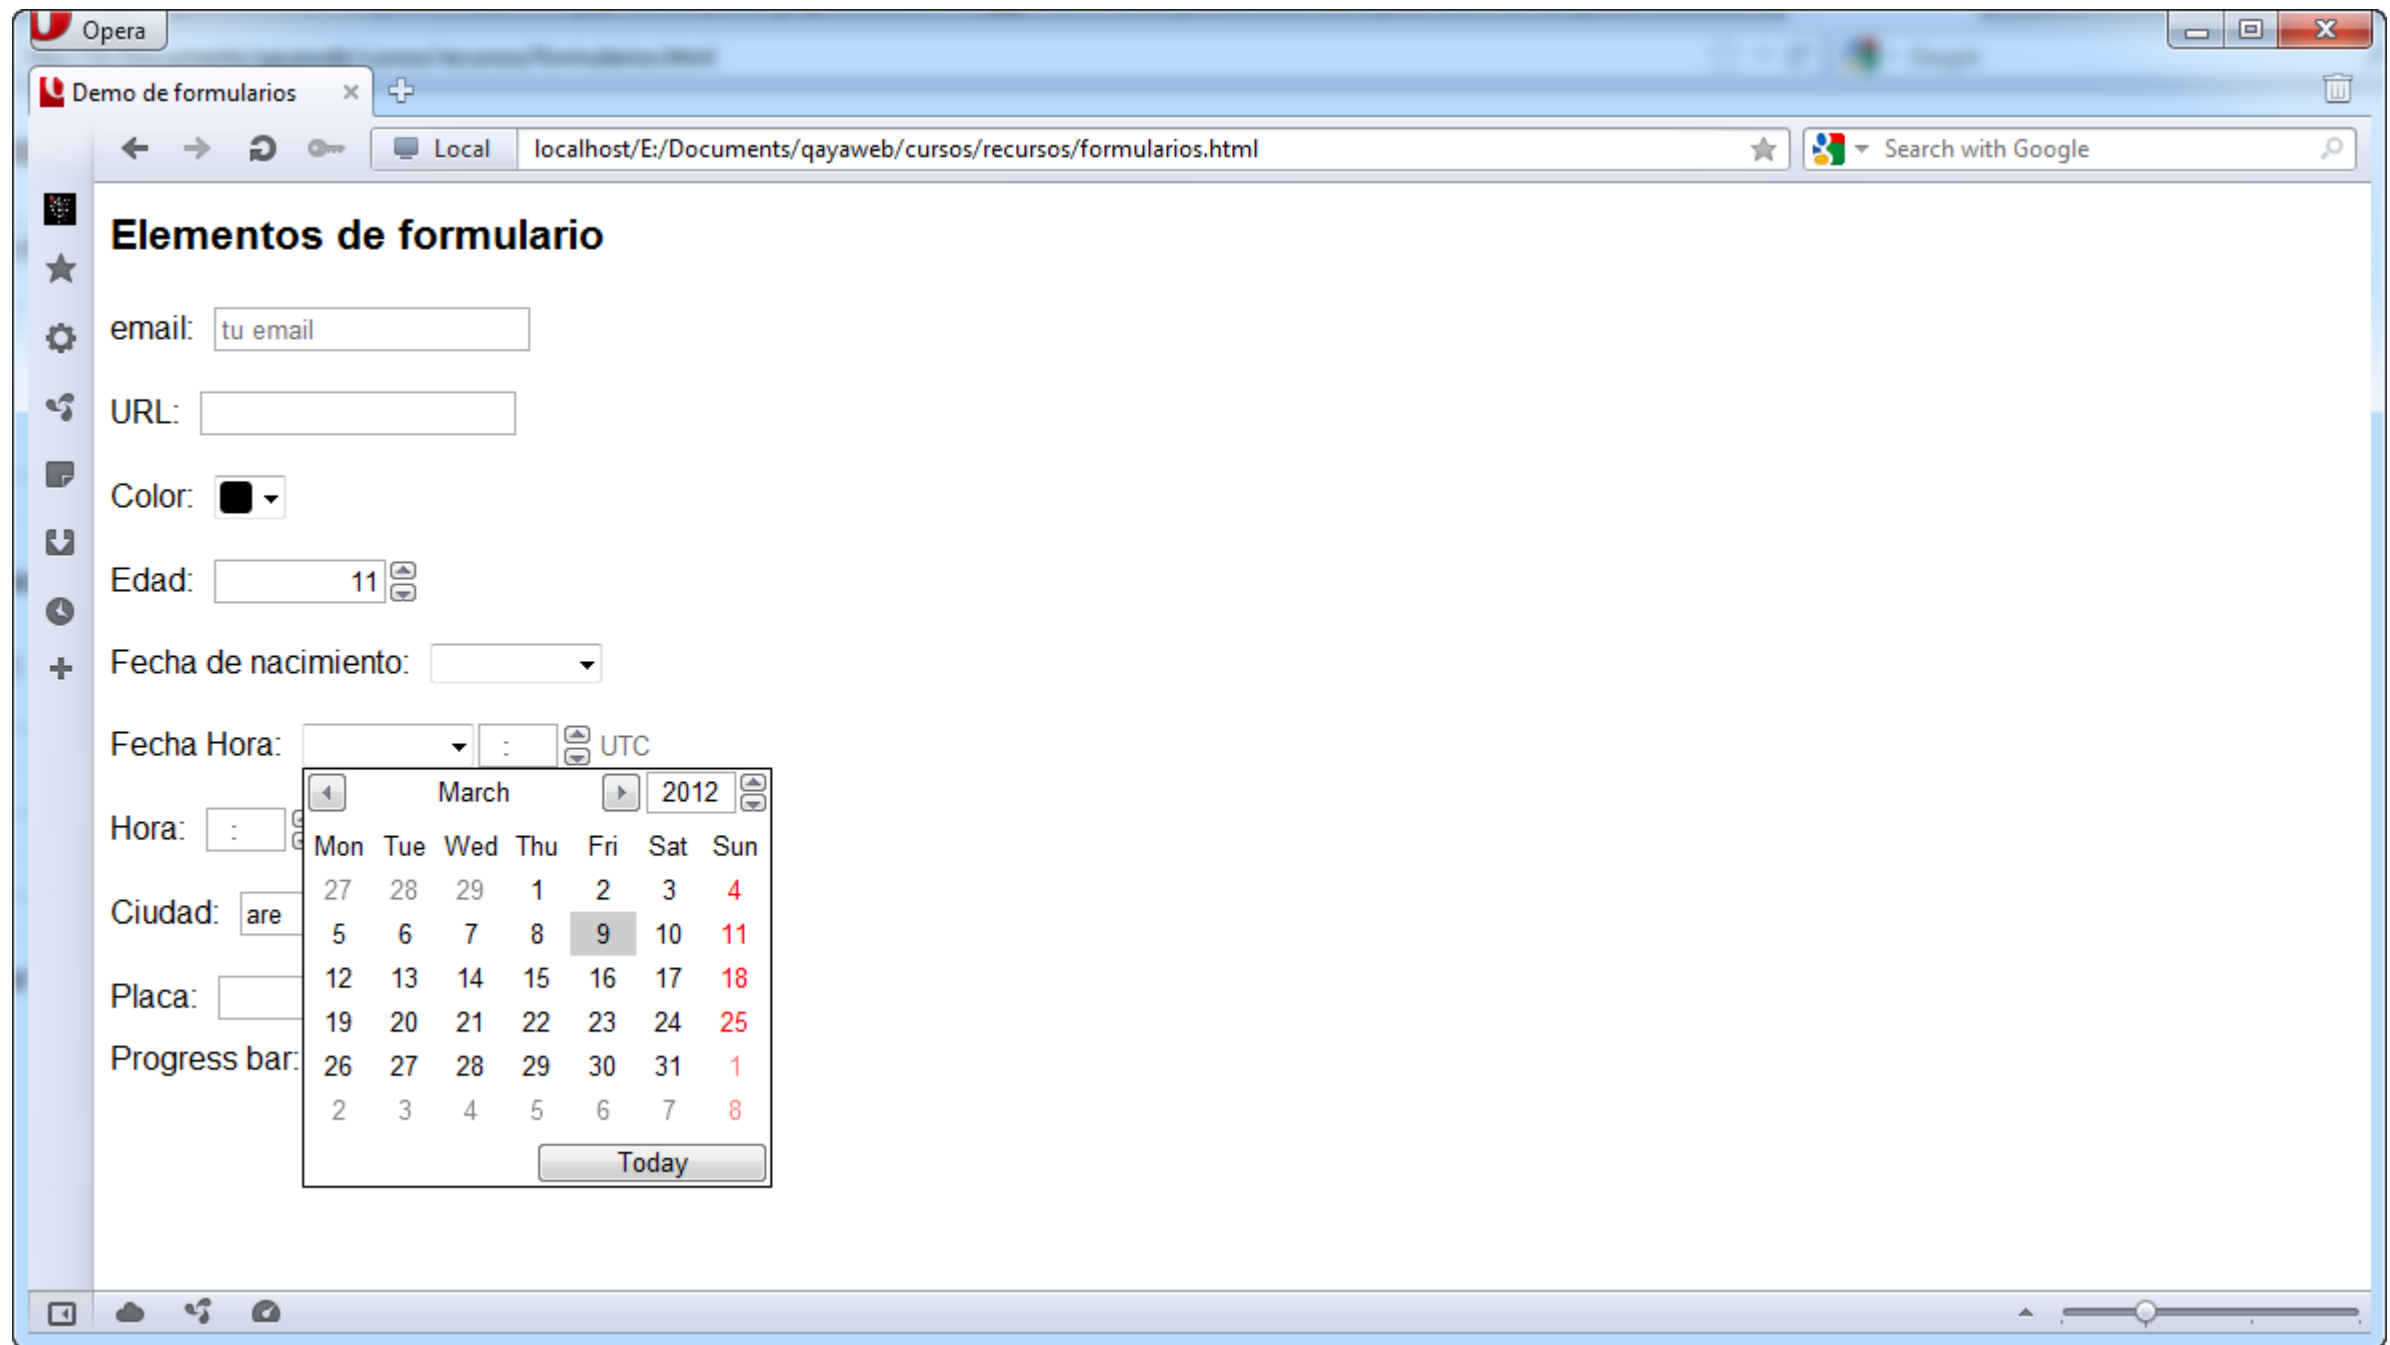 Opera
Demo de formularios
Local localhost/E:/Documents/qayaweb/cursos/recursos/formularios.html Search with Google
Elementos de formulario
email: tu email
URL:
Color:
Edad: 11
Fecha de nacimiento:
Fecha Hora: : UTC
March 2012
Hora: :
Mon Tue Wed Thu Fri Sat Sun
27 28 29 1 2 3 4
Ciudad: are
5 6 7 8 9 10 11
12 13 14 15 16 17 18
Placa:
19 20 21 22 23 24 25
Progress bar:
26 27 28 29 30 31 1
2 3 4 5 6 7 8
Today